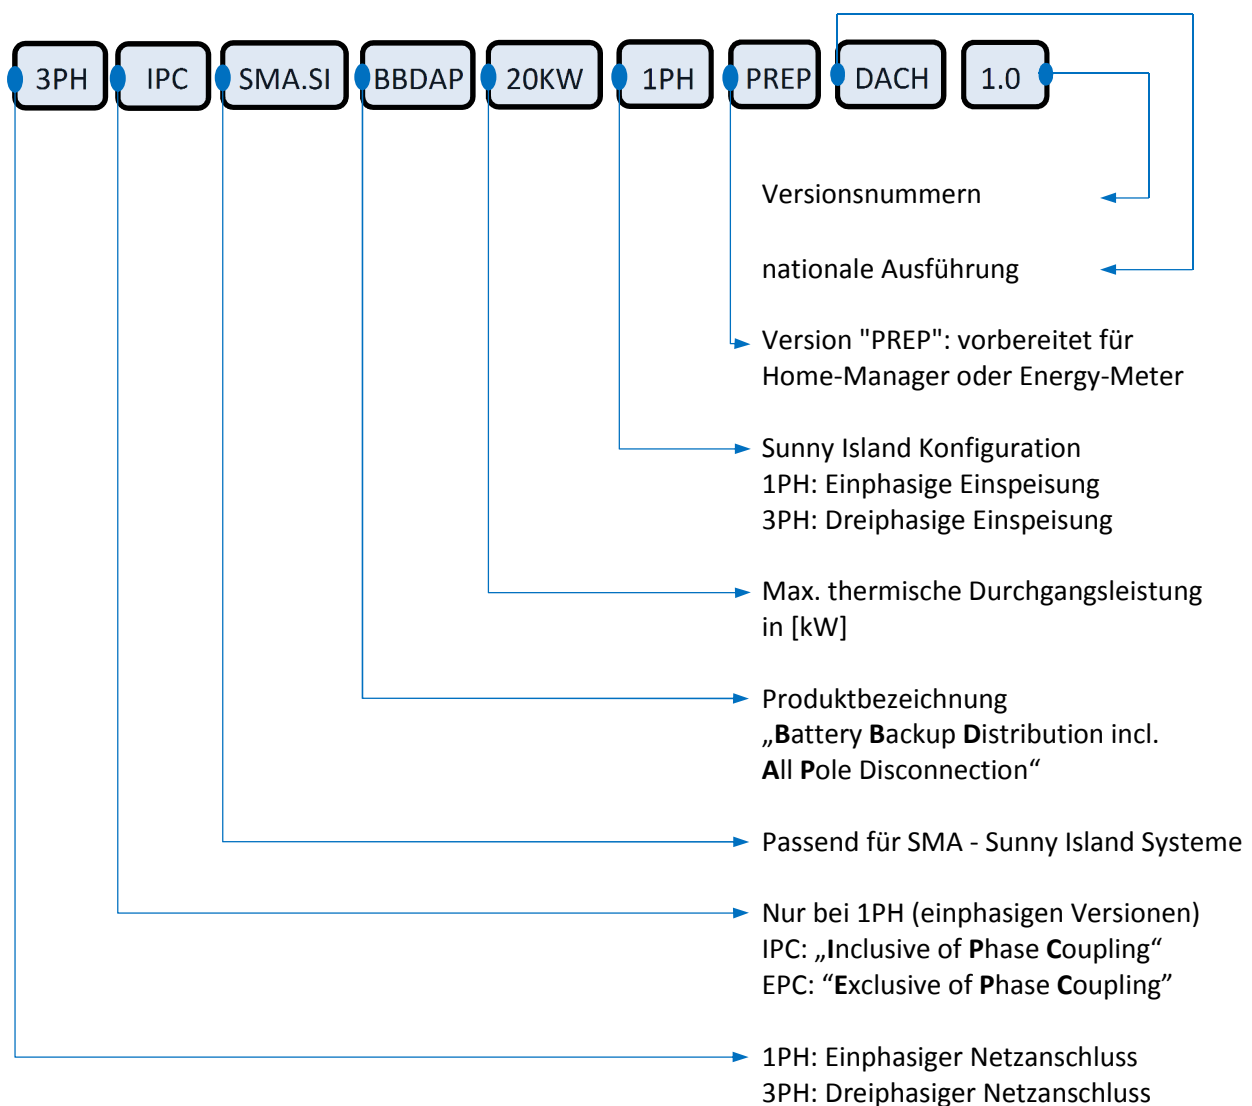 3PH IPC SMA.SI BBDAP 20KW 1PH PREP DACH 1.0
Versionsnummern
nationale Ausführung
Version "PREP": vorbereitet für
Home-Manager oder Energy-Meter
Sunny Island Konfiguration
1PH: Einphasige Einspeisung
3PH: Dreiphasige Einspeisung
Max. thermische Durchgangsleistung
in [kW]
Produktbezeichnung
„Battery Backup Distribution incl.
All Pole Disconnection“
Passend für SMA - Sunny Island Systeme
Nur bei 1PH (einphasigen Versionen)
IPC: „Inclusive of Phase Coupling“
EPC: “Exclusive of Phase Coupling”
1PH: Einphasiger Netzanschluss
3PH: Dreiphasiger Netzanschluss